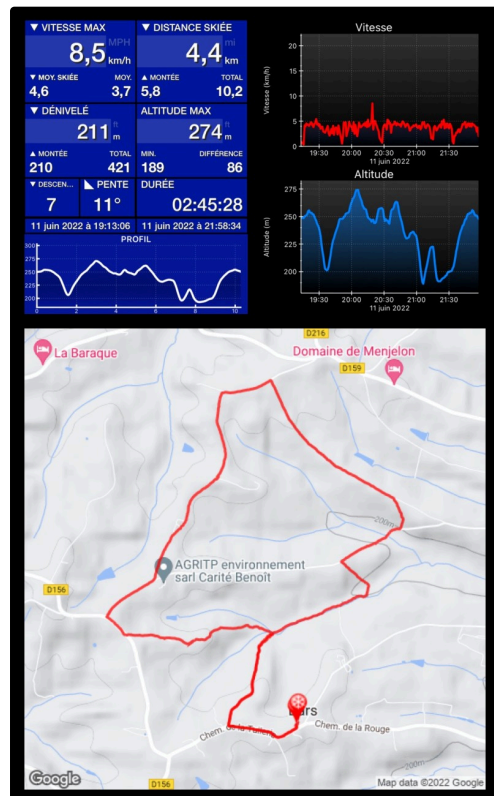 ▼ VITESSE MAX
8,5 MPH km/h
▼ MOY. SKIÉE MOY.
4,6 3,7
▼ DISTANCE SKIÉE
4,4 mi km
▲ MONTÉE TOTAL
5,8 10,2
▼ DÉNIVELÉ
211 ft m
▲ MONTÉE TOTAL
210 421
ALTITUDE MAX
274 ft m
MIN. DIFFÉRENCE
189 86
▼ DESCEN...
7
PENTE
11°
DURÉE
02:45:28
11 juin 2022 à 19:13:06
11 juin 2022 à 21:58:34
PROFIL
300
275
250
225
200
0 2 4 6 8 10
Vitesse
Vitesse (km/h)
20
15
10
5
0
19:30 20:00 20:30 21:00 21:30
11 juin 2022
Altitude
Altitude (m)
275
250
225
200
19:30 20:00 20:30 21:00 21:30
11 juin 2022
D216
La Baraque
Domaine de Menjelon
D159
200m
AGRITP environnement
sarl Carité Benoît
D156
Chem. de la Rouge
200m
D156
Google
Map data ©2022 Google